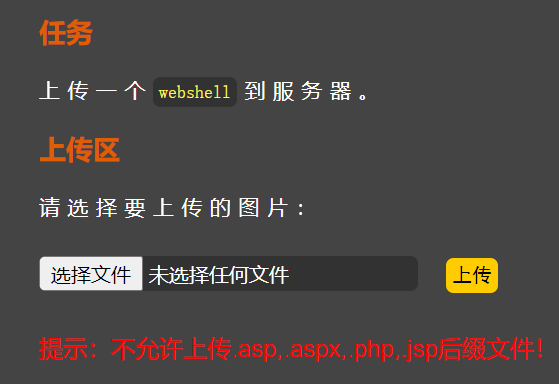 任务
上传一个 webshell 到服务器。
上传区
请选择要上传的图片：
选择文件 未选择任何文件 上传
提示：不允许上传.asp,.aspx,.php,.jsp后缀文件！